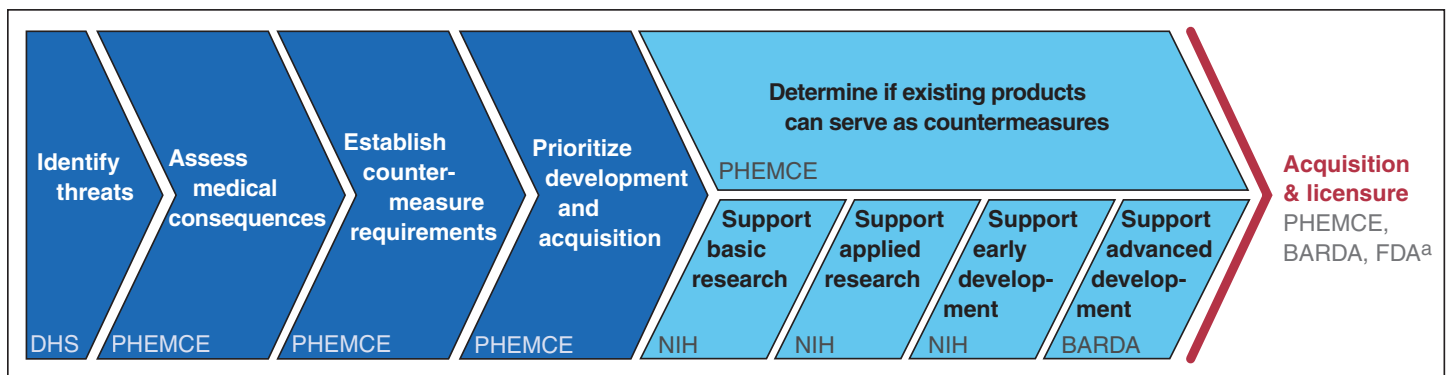 Identify
threats
DHS
Assess
medical
consequences
PHEMCE
Establish
counter-
measure
requirements
PHEMCE
Prioritize
development
and
acquisition
PHEMCE
Determine if existing products
can serve as countermeasures
PHEMCE
Support
basic
research
NIH
Support
applied
research
NIH
Support
early
develop-
ment
NIH
Support
advanced
develop-
ment
BARDA
Acquisition
& licensure
PHEMCE,
BARDA, FDAa